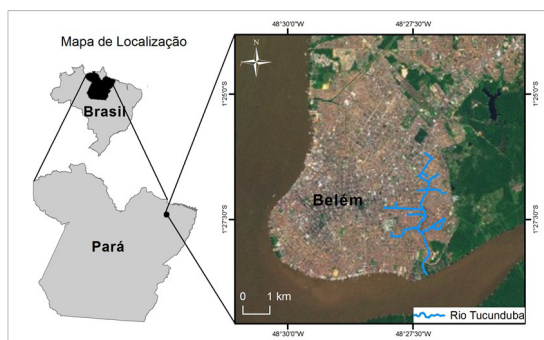 Mapa de Localização
Brasil
Pará
48°30'0"W
48°27'30"W
N
1°25'0"S
1°25'0"S
Belém
1°27'30"S
1°27'30"S
0 1 km
Rio Tucunduba
48°30'0"W
48°27'30"W